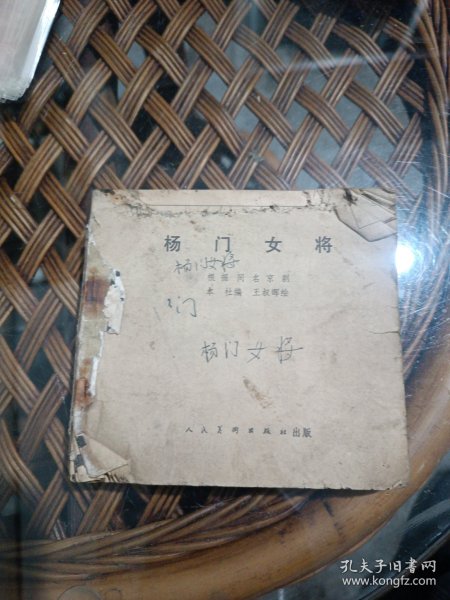 杨门女将
杨门女将
根据同名京剧
本社编 王叔晖绘
门
杨门女将
人民美术出版社出版
孔夫子旧书网
www.kongfz.com